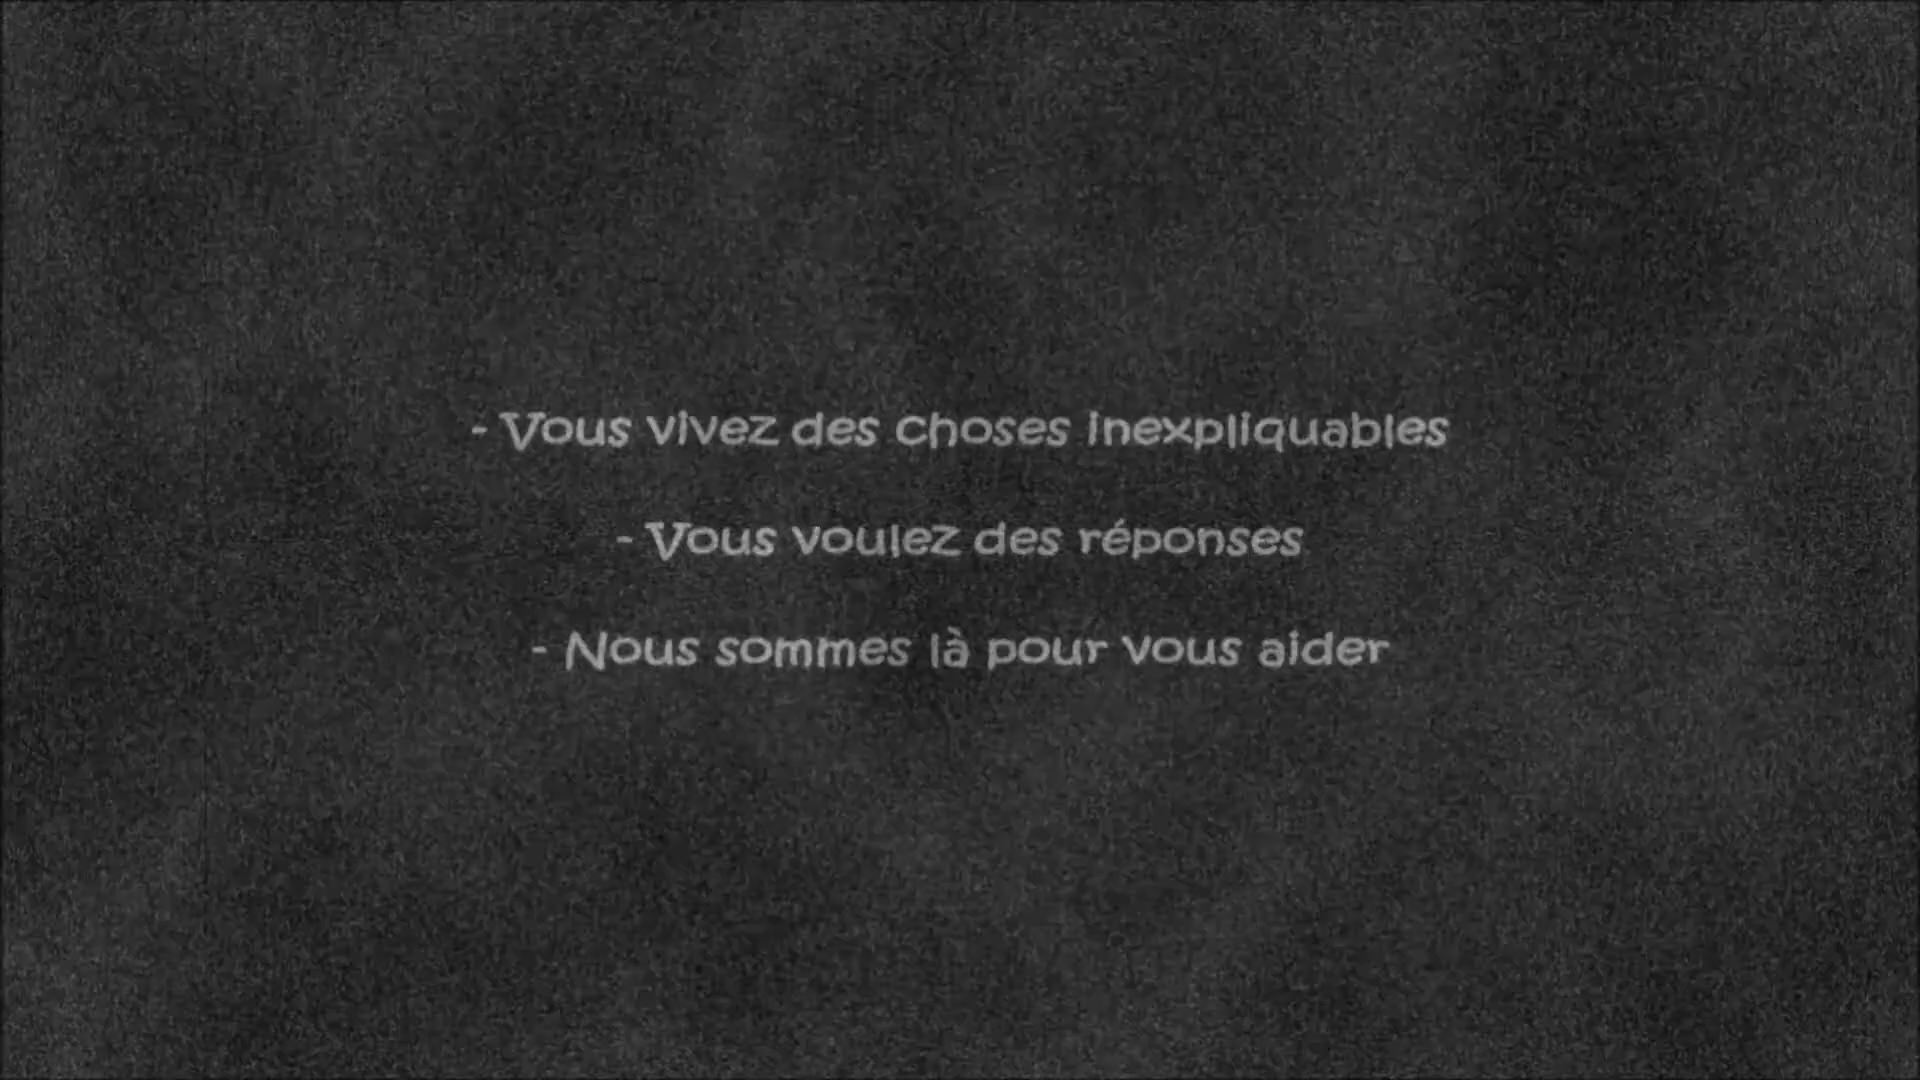 - Vous vivez des choses inexpliquables
- Vous voulez des réponses
- Nous sommes là pour vous aider